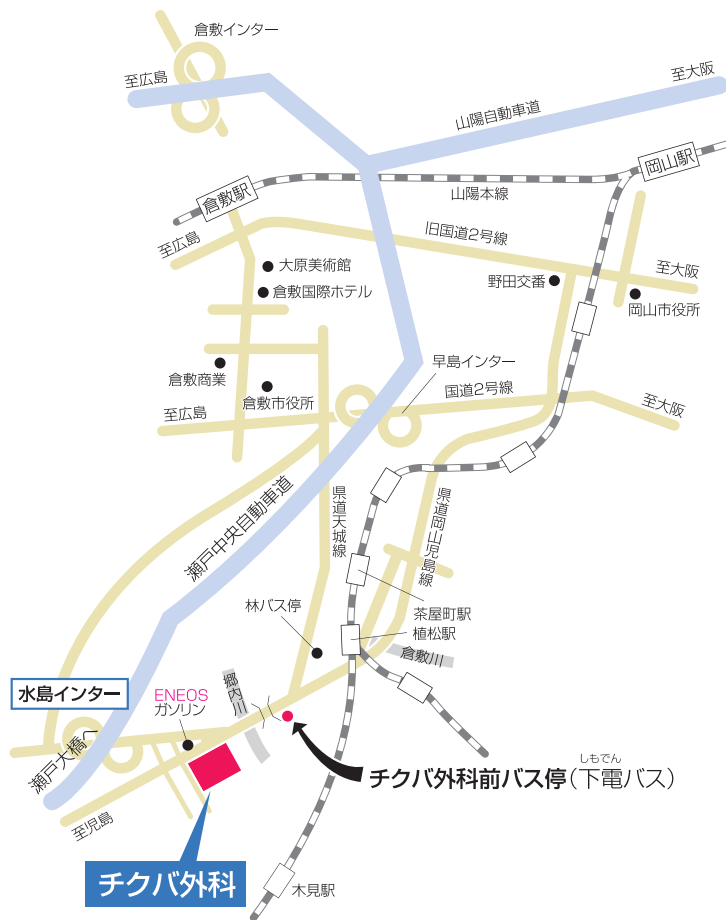 倉敷インター
至広島
至大阪
山陽自動車道
岡山駅
倉敷駅
山陽本線
至広島
旧国道2号線
大原美術館
倉敷国際ホテル
野田交番
至大阪
岡山市役所
早島インター
倉敷商業
倉敷市役所
国道2号線
至広島
至大阪
瀬戸中央自動車道
県道天城線
県道岡山児島線
林バス停
茶屋町駅
植松駅
倉敷川
水島インター
ENEOS
ガソリン
郷内川
瀬戸大橋へ
しもでん
チクバ外科前バス停(下電バス)
至児島
チクバ外科
木見駅